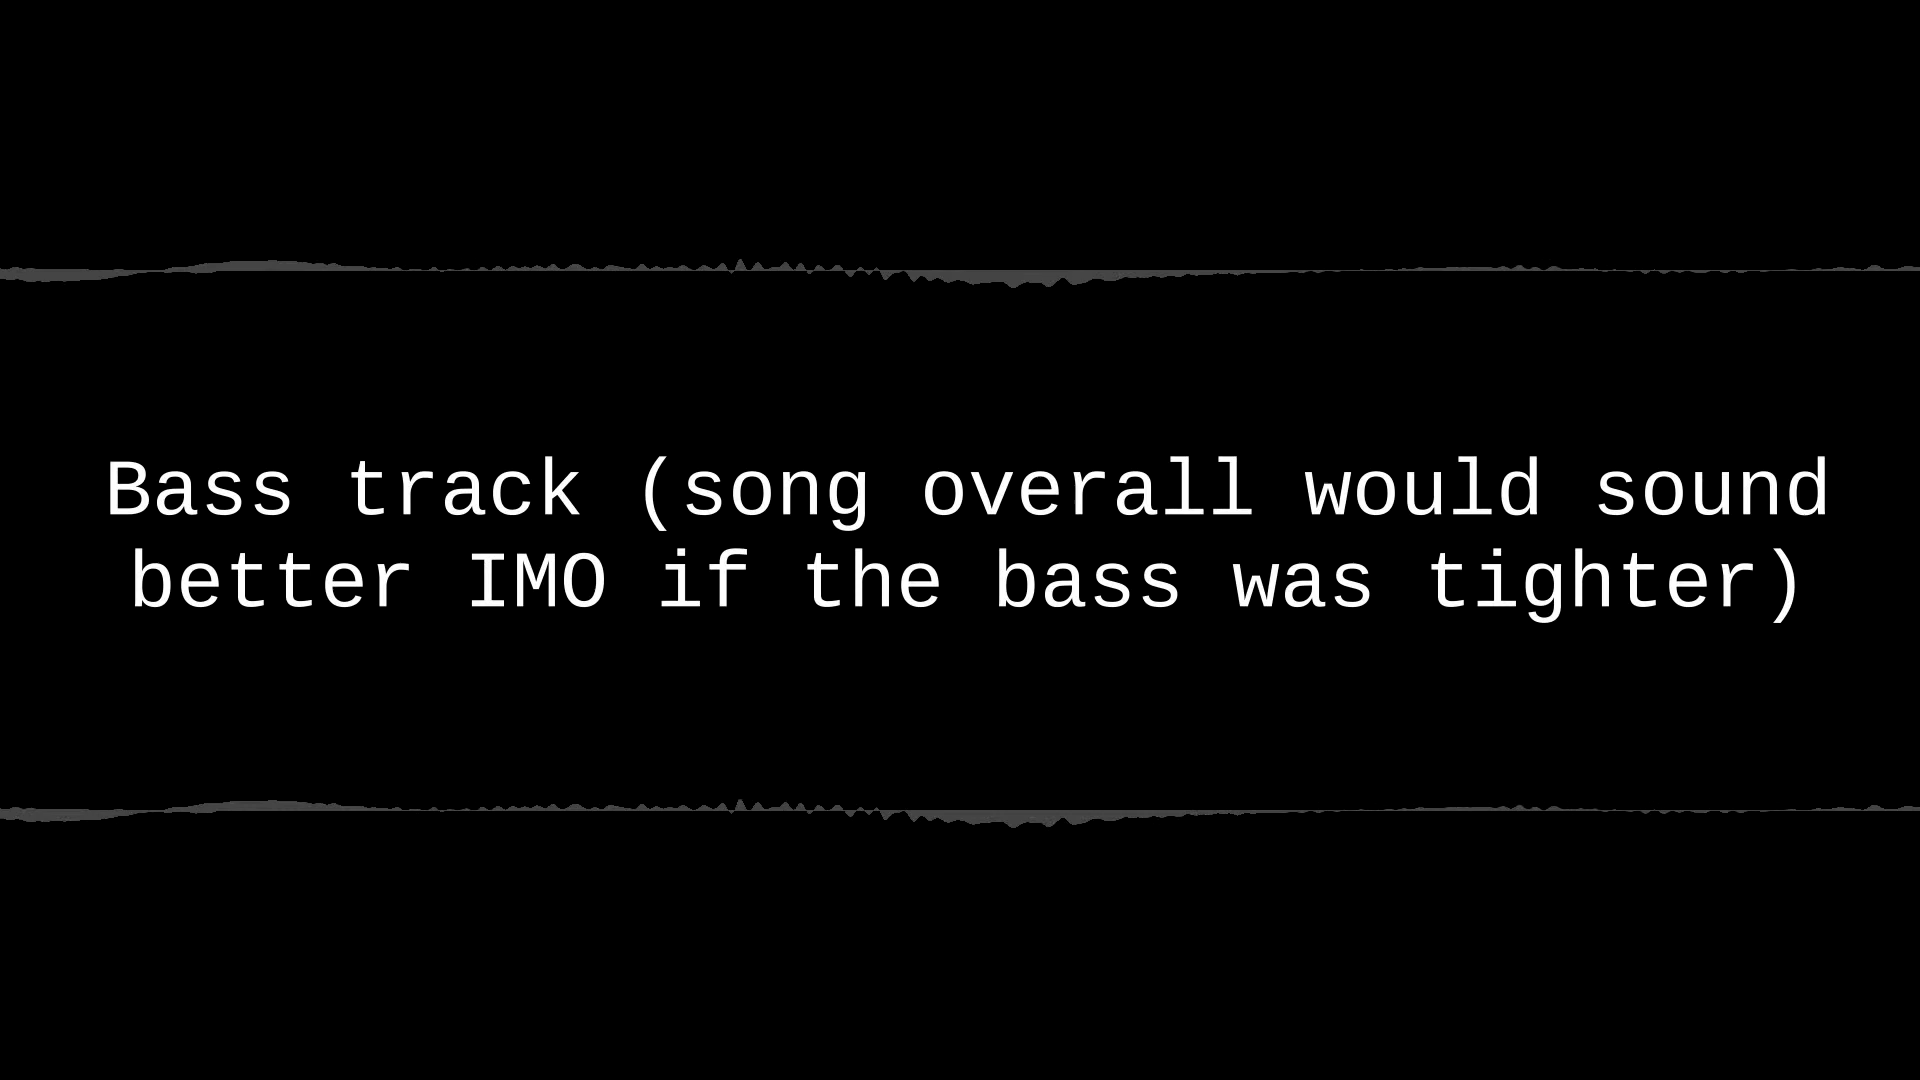 Bass track (song overall would sound
better IMO if the bass was tighter)